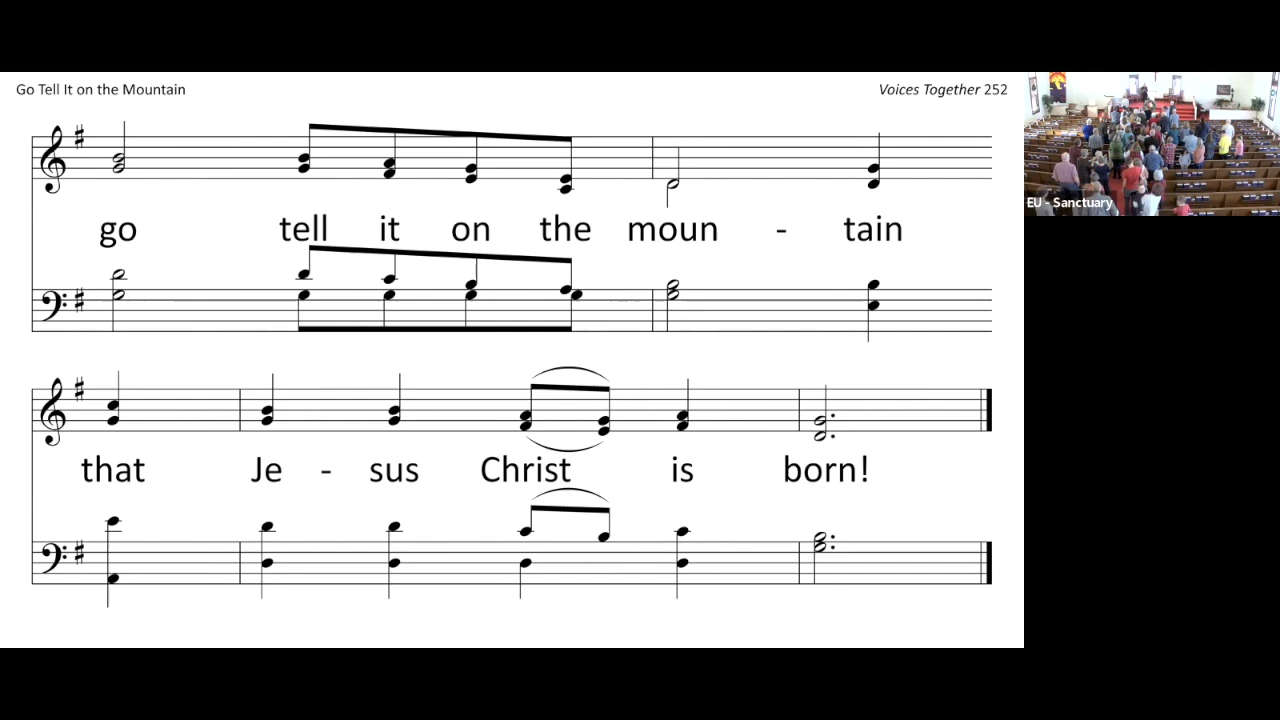 Go Tell It on the Mountain
Voices Together 252
go tell it on the moun - tain
that Je - sus Christ is born!
EU - Sanctuary